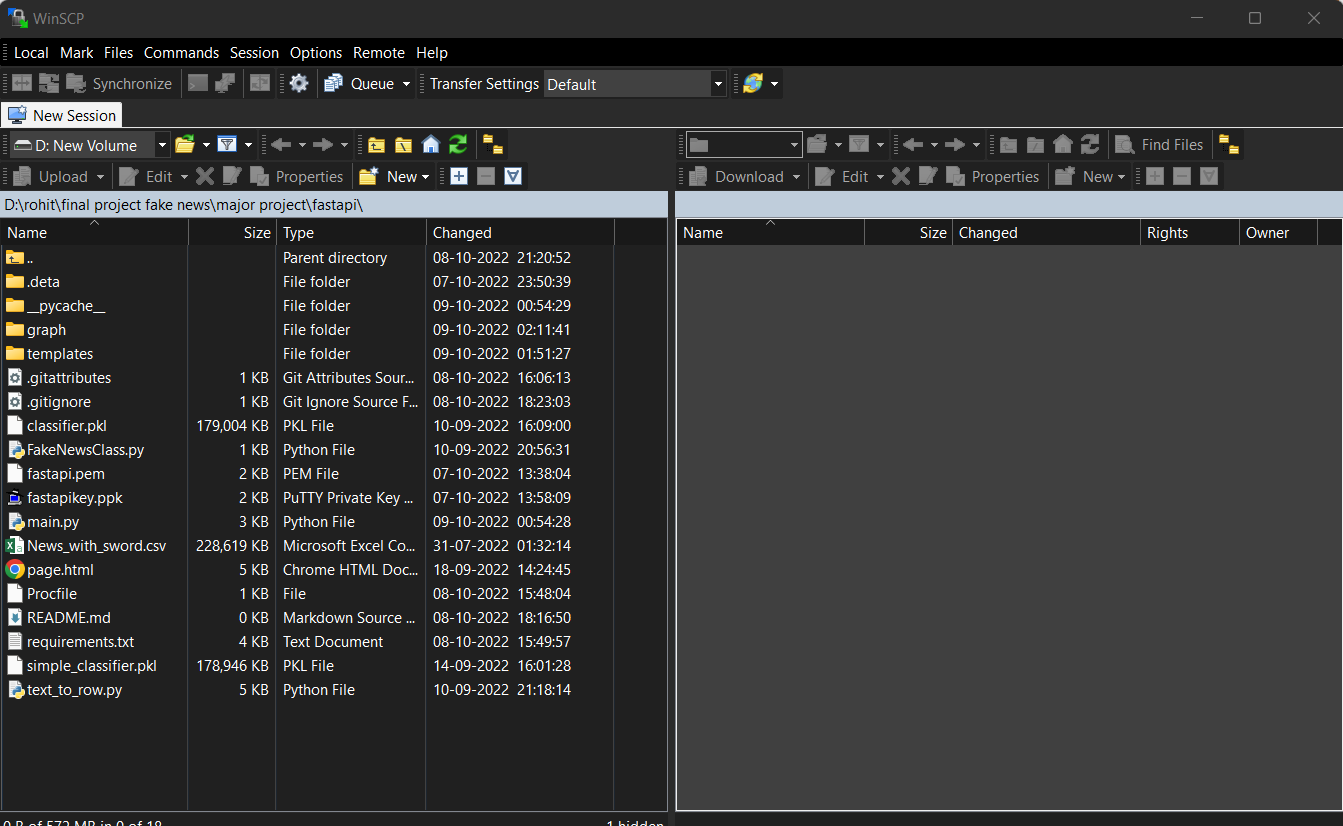 WinSCP
Local Mark Files Commands Session Options Remote Help
Synchronize Queue Transfer Settings Default
New Session
D: New Volume Find Files
Upload Edit Properties New Download Edit Properties New
D:\rohit\final project fake news\major project\fastapi\
Name Size Type Changed Name Size Changed Rights Owner
.. Parent directory 08-10-2022 21:20:52
.deta File folder 07-10-2022 23:50:39
__pycache__ File folder 09-10-2022 00:54:29
graph File folder 09-10-2022 02:11:41
templates File folder 09-10-2022 01:51:27
.gitattributes 1 KB Git Attributes Sour... 08-10-2022 16:06:13
.gitignore 1 KB Git Ignore Source F... 08-10-2022 18:23:03
classifier.pkl 179,004 KB PKL File 10-09-2022 16:09:00
FakeNewsClass.py 1 KB Python File 10-09-2022 20:56:31
fastapi.pem 2 KB PEM File 07-10-2022 13:38:04
fastapikey.ppk 2 KB PuTTY Private Key ... 07-10-2022 13:58:09
main.py 3 KB Python File 09-10-2022 00:54:28
News_with_sword.csv 228,619 KB Microsoft Excel Co... 31-07-2022 01:32:14
page.html 5 KB Chrome HTML Doc... 18-09-2022 14:24:45
Procfile 1 KB File 08-10-2022 15:48:04
README.md 0 KB Markdown Source ... 08-10-2022 18:16:50
requirements.txt 4 KB Text Document 08-10-2022 15:49:57
simple_classifier.pkl 178,946 KB PKL File 14-09-2022 16:01:28
text_to_row.py 5 KB Python File 10-09-2022 21:18:14
0 B of 572 MB in 0 of 18 1 hidden